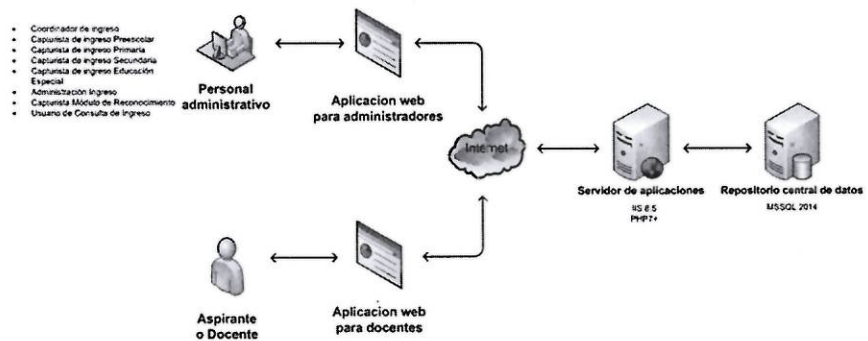 • Coordinador de ingreso
• Capturista de ingreso Preescolar
• Capturista de ingreso Primaria
• Capturista de ingreso Secundaria
• Capturista de ingreso Educación
Especial
• Administración Ingreso
• Capturista Módulo de Reconocimiento
• Usuario de Consulta de Ingreso
Personal
administrativo
Aplicacion web
para administradores
Internet
Servidor de aplicaciones
IIS 8.5
PHP7+
Repositorio central de datos
MSSQL 2014
Aspirante
o Docente
Aplicacion web
para docentes